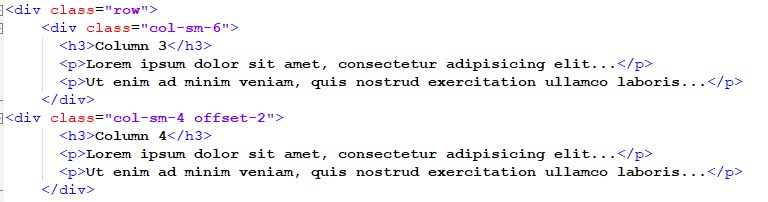 <div class="row">
<div class="col-sm-6">
<h3>Column 3</h3>
<p>Lorem ipsum dolor sit amet, consectetur adipisicing elit...</p>
<p>Ut enim ad minim veniam, quis nostrud exercitation ullamco laboris...</p>
</div>
<div class="col-sm-4 offset-2">
<h3>Column 4</h3>
<p>Lorem ipsum dolor sit amet, consectetur adipisicing elit...</p>
<p>Ut enim ad minim veniam, quis nostrud exercitation ullamco laboris...</p>
</div>